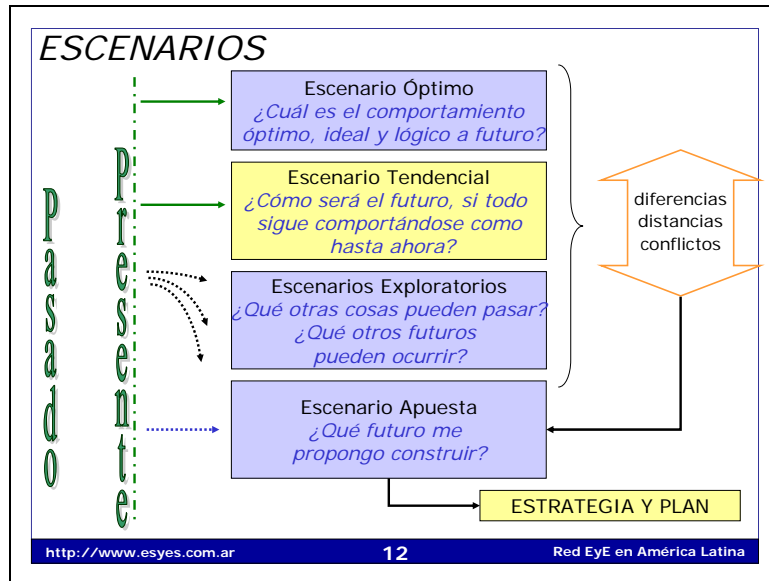 ESCENARIOS
Pasado
Presente
Escenario Óptimo
¿Cuál es el comportamiento
óptimo, ideal y lógico a futuro?
Escenario Tendencial
¿Cómo será el futuro, si todo
sigue comportándose como
hasta ahora?
Escenarios Exploratorios
¿Qué otras cosas pueden pasar?
¿Qué otros futuros
pueden ocurrir?
Escenario Apuesta
¿Qué futuro me
propongo construir?
diferencias
distancias
conflictos
ESTRATEGIA Y PLAN
http://www.esyes.com.ar
12
Red EyE en América Latina